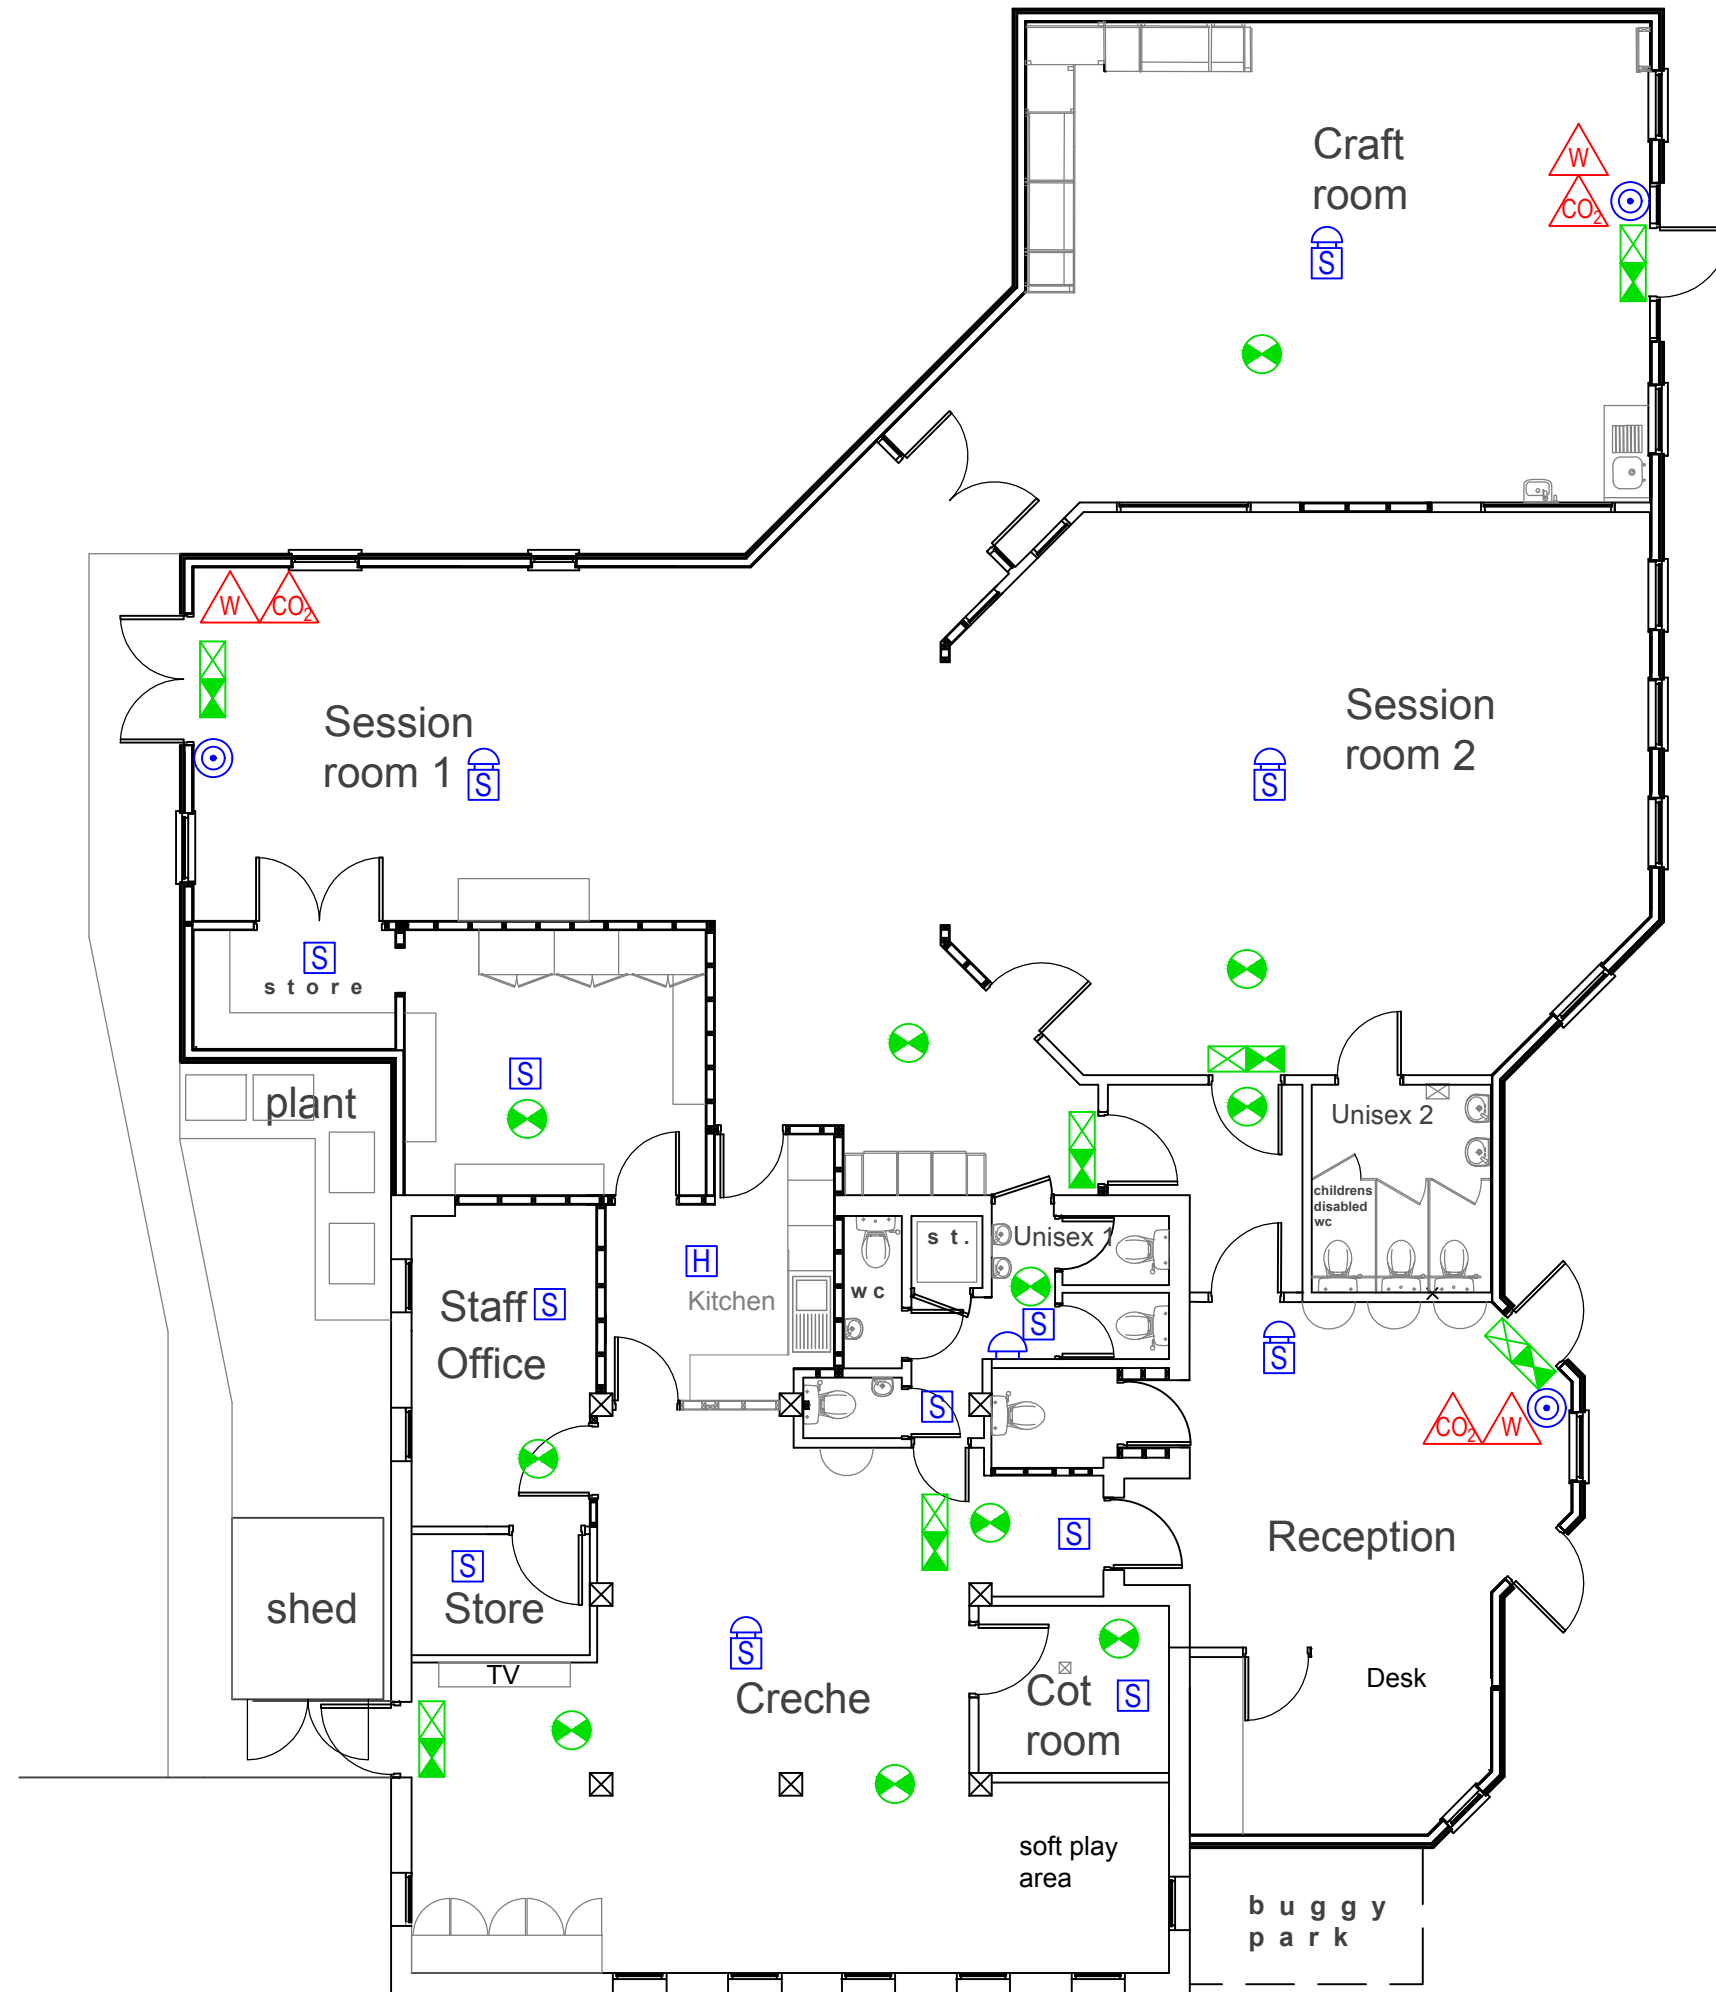 Craft
room
W
CO2
S
W
CO2
Session
room 1
S
Session
room 2
S
S
store
S
plant
Unisex 2
childrens
disabled
wc
st.
Unisex 1
H
Kitchen
wc
Staff
Office
S
S
S
CO2
W
S
S
Reception
S
Store
shed
S
TV
Creche
Cot
room
S
Desk
soft play
area
buggy
park